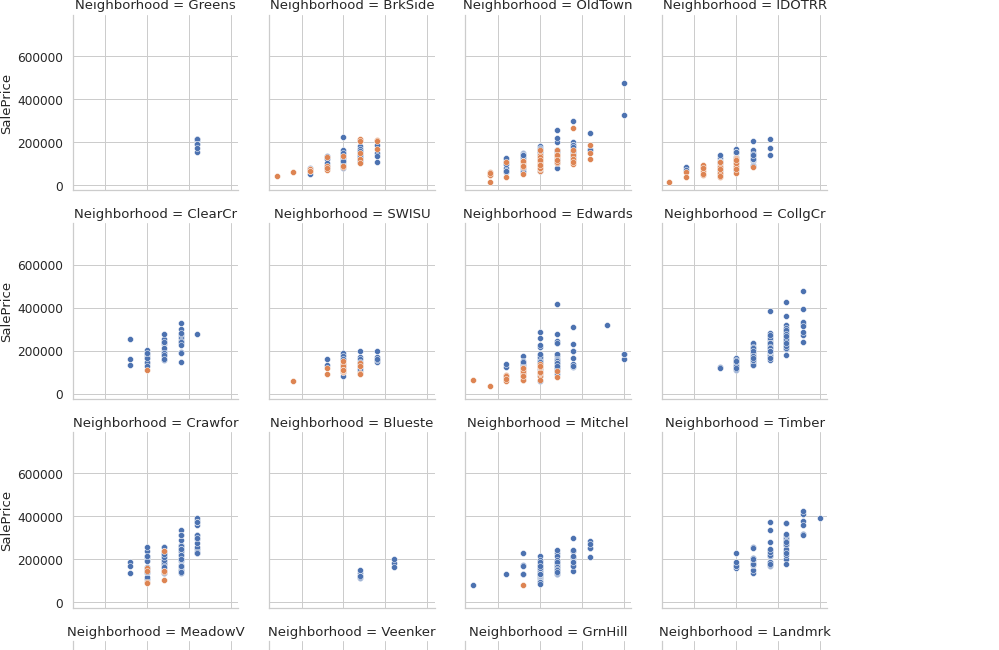 Neighborhood = Greens
Neighborhood = BrkSide
Neighborhood = OldTown
Neighborhood = IDOTRR
SalePrice
600000
400000
200000
0
Neighborhood = ClearCr
Neighborhood = SWISU
Neighborhood = Edwards
Neighborhood = CollgCr
SalePrice
600000
400000
200000
0
Neighborhood = Crawfor
Neighborhood = Blueste
Neighborhood = Mitchel
Neighborhood = Timber
SalePrice
600000
400000
200000
0
Neighborhood = MeadowV
Neighborhood = Veenker
Neighborhood = GrnHill
Neighborhood = Landmrk